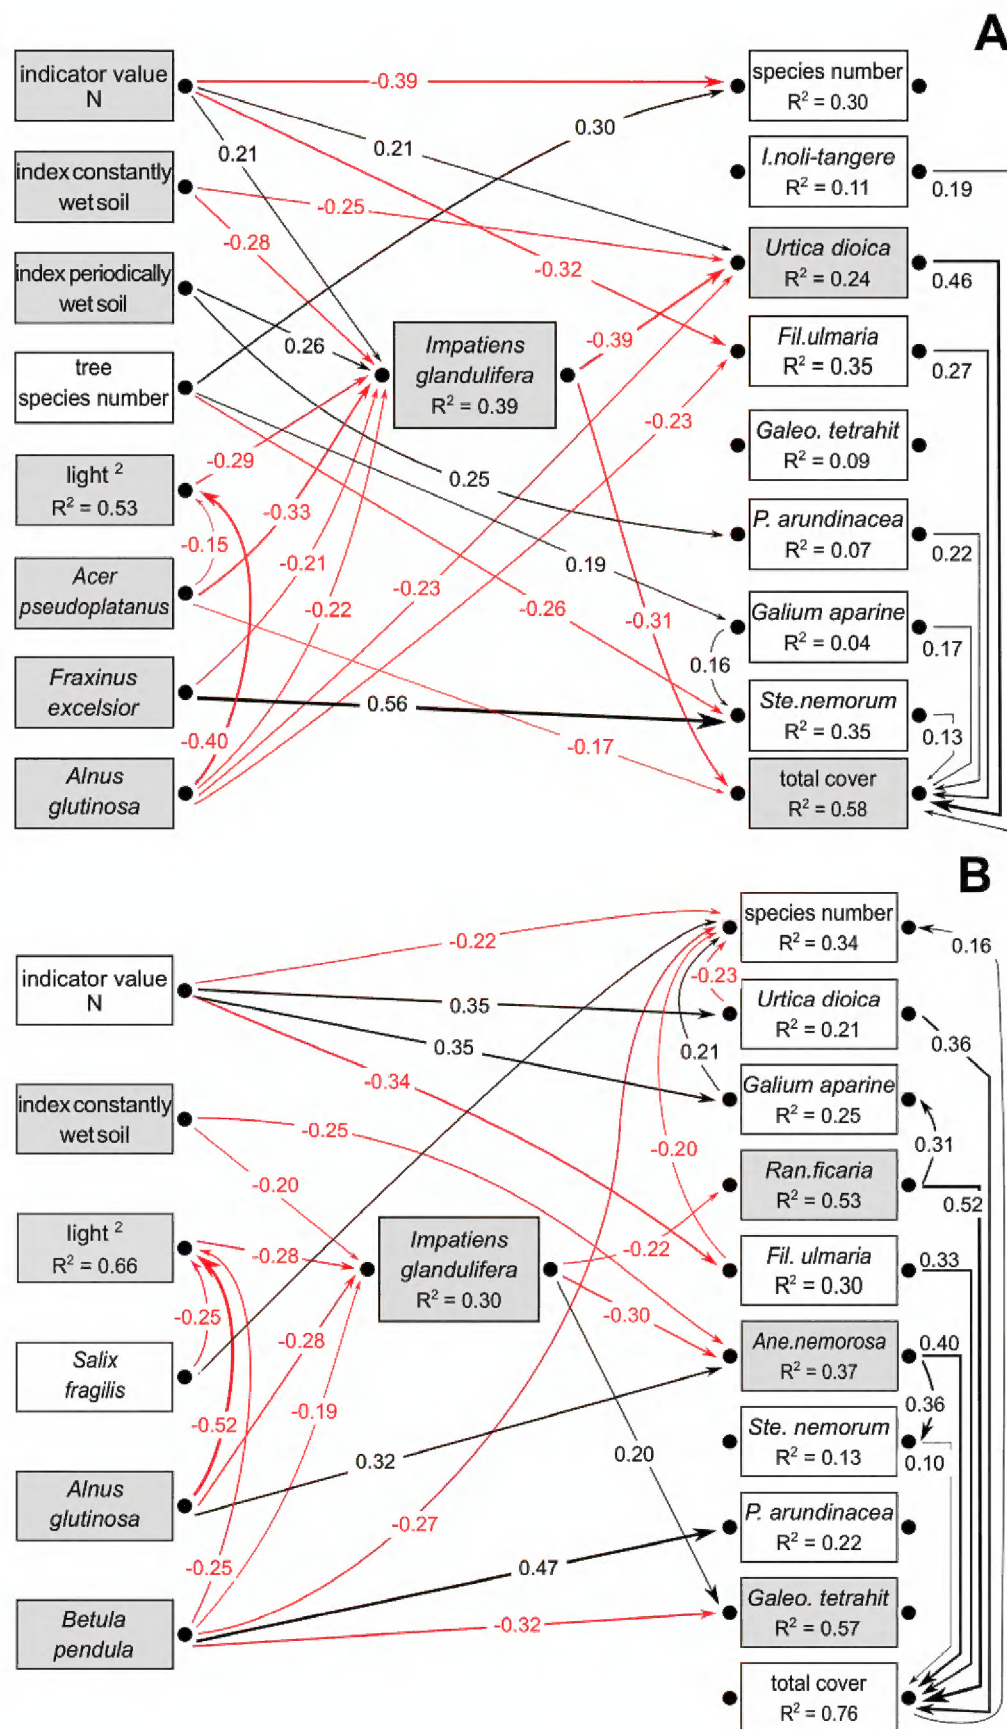 A
indicator value
N
index constantly
wet soil
index periodically
wet soil
tree
species number
light 2
R2 = 0.53
Acer
pseudoplatanus
Fraxinus
excelsior
Alnus
glutinosa
Impatiens
glandulifera
R2 = 0.39
species number
R2 = 0.30
I.noli-tangere
R2 = 0.11
Urtica dioica
R2 = 0.24
Fil.ulmaria
R2 = 0.35
Galeo. tetrahit
R2 = 0.09
P. arundinacea
R2 = 0.07
Galium aparine
R2 = 0.04
Ste.nemorum
R2 = 0.35
total cover
R2 = 0.58
-0.39
0.30
0.21
0.21
-0.25
-0.28
-0.32
0.26
-0.39
-0.23
-0.29
0.25
-0.33
-0.15
-0.21
0.19
-0.23
-0.22
-0.26
-0.31
0.16
0.56
-0.40
-0.17
0.19
0.46
0.27
0.22
0.17
0.13
B
indicator value
N
index constantly
wet soil
light 2
R2 = 0.66
Salix
fragilis
Alnus
glutinosa
Betula
pendula
Impatiens
glandulifera
R2 = 0.30
species number
R2 = 0.34
Urtica dioica
R2 = 0.21
Galium aparine
R2 = 0.25
Ran.ficaria
R2 = 0.53
Fil. ulmaria
R2 = 0.30
Ane.nemorosa
R2 = 0.37
Ste. nemorum
R2 = 0.13
P. arundinacea
R2 = 0.22
Galeo. tetrahit
R2 = 0.57
total cover
R2 = 0.76
-0.22
-0.23
0.35
0.35
0.21
-0.34
-0.25
-0.20
-0.20
-0.28
-0.22
-0.30
-0.25
-0.28
-0.19
-0.52
0.32
0.20
-0.27
-0.25
0.47
-0.32
0.16
0.36
0.31
0.52
0.33
0.40
0.36
0.10